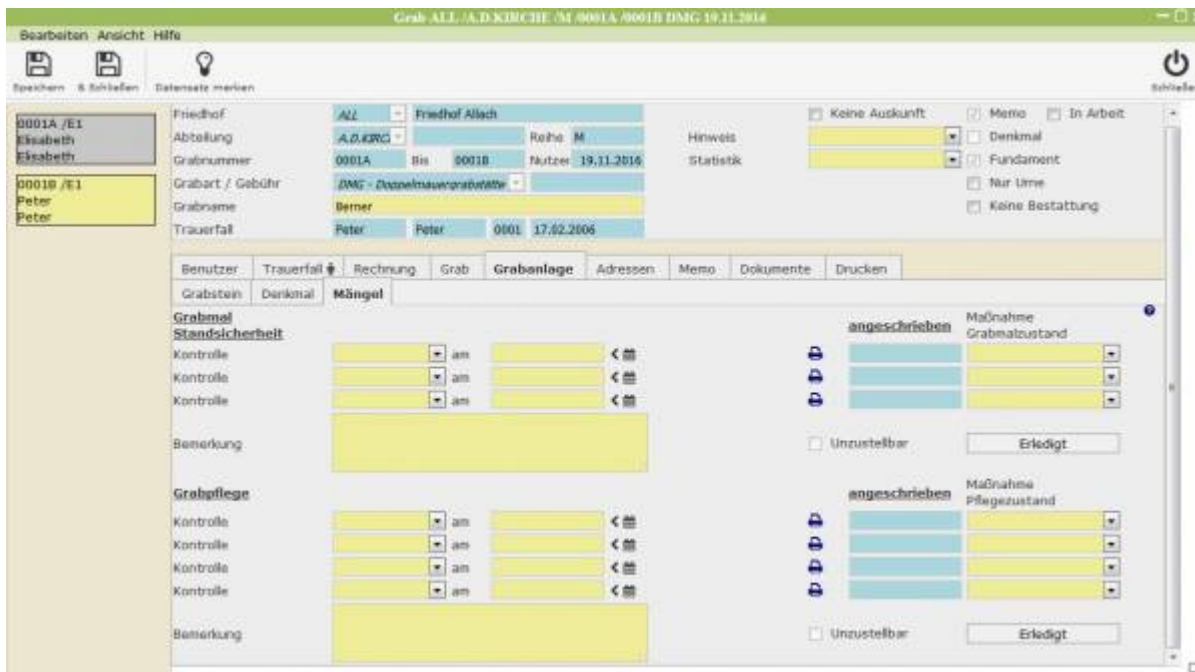 Grab ALL /A.D.KIRCHE /M /0001A /0001B DMG 19.11.2016
Bearbeiten Ansicht Hilfe
Speichern & Schließen Datensatz merken Schließe
0001A /E1
Elisabeth
Elisabeth
0001B /E1
Peter
Peter
Friedhof ALL Friedhof Allach Keine Auskunft Memo In Arbeit
Abteilung A.D.KIRC Reihe M Hinweis Denkmal
Grabnummer 0001A Bis 0001B Nutzer 19.11.2016 Statistik Fundament
Grabart / Gebühr DMG - Doppelmauergrabstätte Nur Urne
Grabname Berner Keine Bestattung
Trauerfall Peter Peter 0001 17.02.2006
Benutzer Trauerfall Rechnung Grab Grabanlage Adressen Memo Dokumente Drucken
Grabstein Denkmal Mängel
Grabmal Maßnahme
Standsicherheit angeschrieben Grabmalzustand
Kontrolle am
Kontrolle am
Kontrolle am
Bemerkung Unzustellbar Erledigt
Grabpflege angeschrieben Maßnahme
Pflegezustand
Kontrolle am
Kontrolle am
Kontrolle am
Kontrolle am
Bemerkung Unzustellbar Erledigt